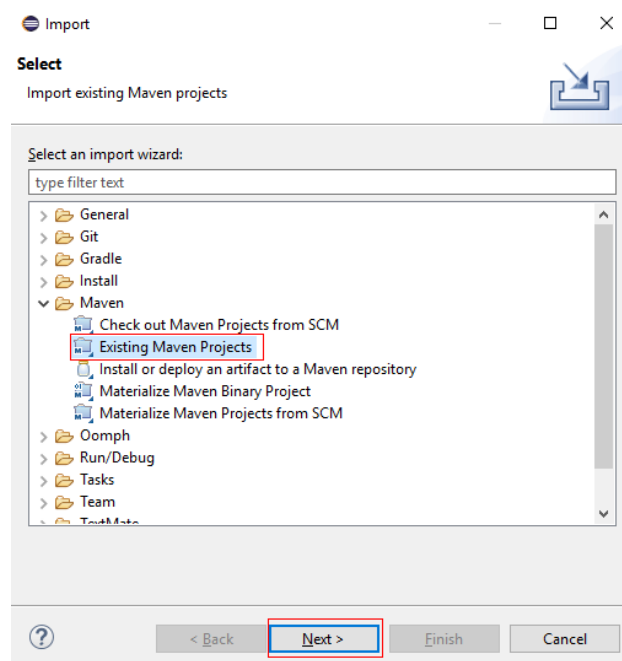 Import
Select
Import existing Maven projects
Select an import wizard:
type filter text
General
Git
Gradle
Install
Maven
Check out Maven Projects from SCM
Existing Maven Projects
Install or deploy an artifact to a Maven repository
Materialize Maven Binary Project
Materialize Maven Projects from SCM
Oomph
Run/Debug
Tasks
Team
TextMate
< Back Next > Finish Cancel